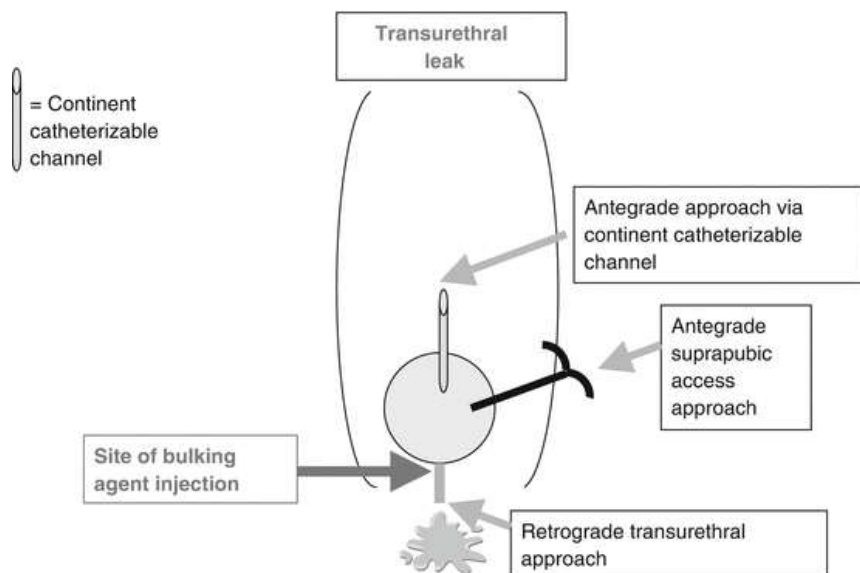 Transurethral
leak
= Continent
catheterizable
channel
Antegrade approach via
continent catheterizable
channel
Antegrade
suprapubic
access
approach
Site of bulking
agent injection
Retrograde transurethral
approach